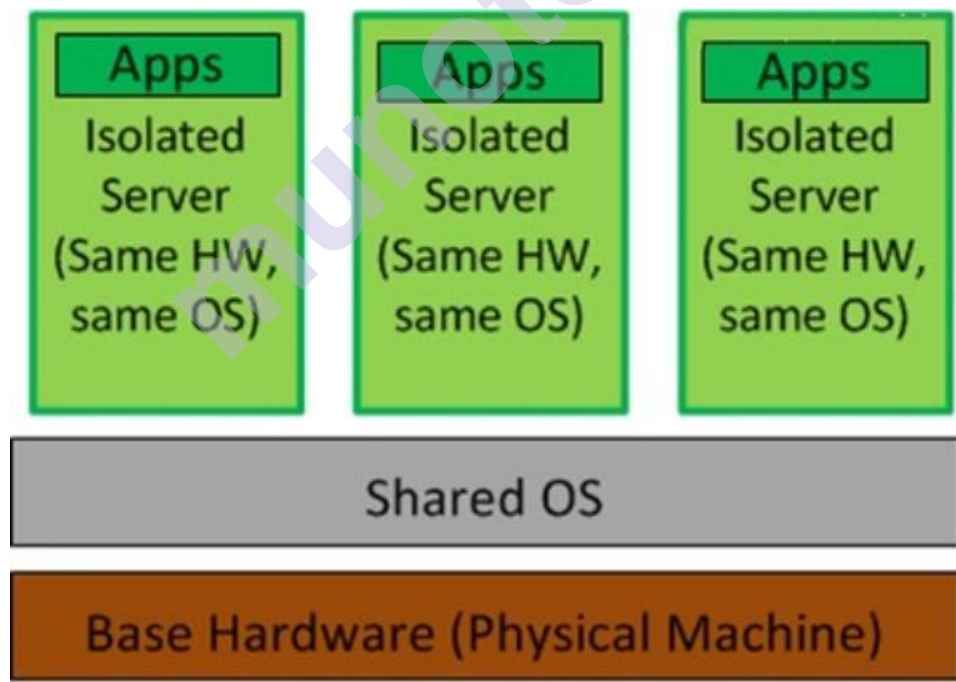 Apps
Isolated
Server
(Same HW,
same OS)
Apps
Isolated
Server
(Same HW,
same OS)
Apps
Isolated
Server
(Same HW,
same OS)
Shared OS
Base Hardware (Physical Machine)